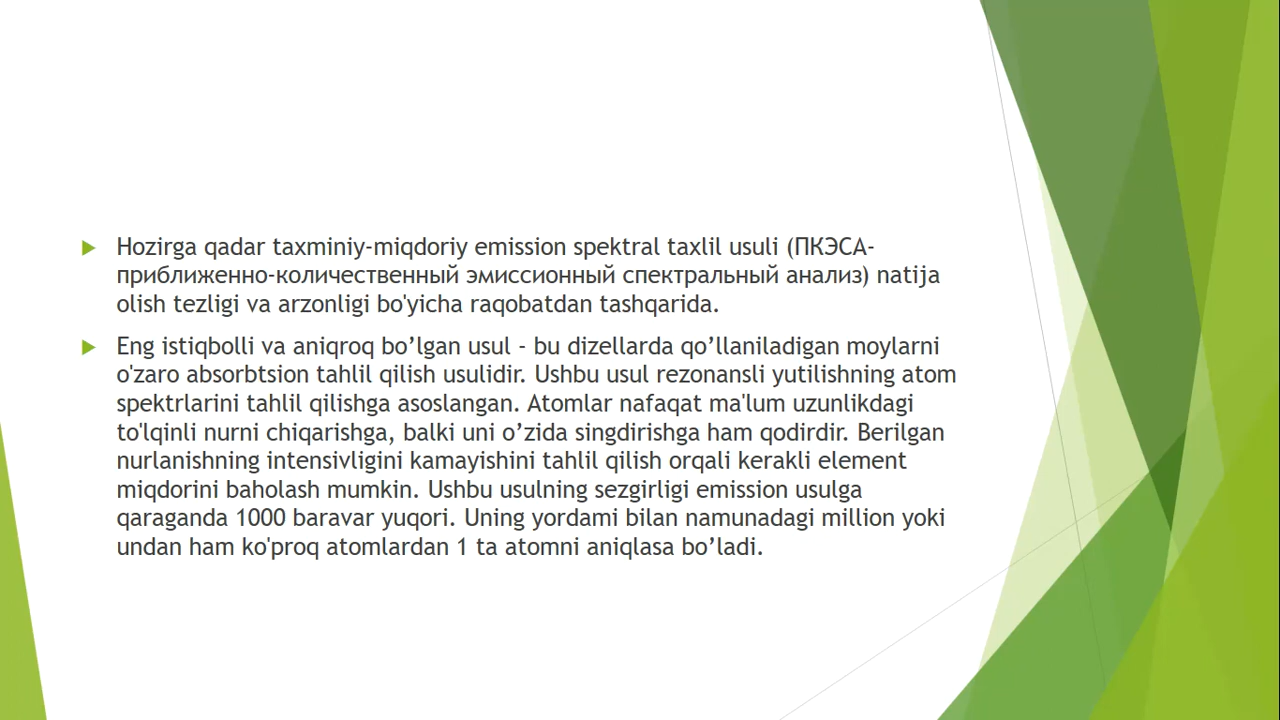 Hozirga qadar taxminiy-miqdoriy emission spektral taxlil usuli (ПКЭСА-
приближенно-количественный эмиссионный спектральный анализ) natija
olish tezligi va arzonligi bo'yicha raqobatdan tashqarida.
Eng istiqbolli va aniqroq bo’lgan usul - bu dizellarda qo’llaniladigan moylarni
o'zaro absorbtsion tahlil qilish usulidir. Ushbu usul rezonansli yutilishning atom
spektrlarini tahlil qilishga asoslangan. Atomlar nafaqat ma'lum uzunlikdagi
to'lqinli nurni chiqarishga, balki uni o’zida singdirishga ham qodirdir. Berilgan
nurlanishning intensivligini kamayishini tahlil qilish orqali kerakli element
miqdorini baholash mumkin. Ushbu usulning sezgirligi emission usulga
qaraganda 1000 baravar yuqori. Uning yordami bilan namunadagi million yoki
undan ham ko'proq atomlardan 1 ta atomni aniqlasa bo’ladi.